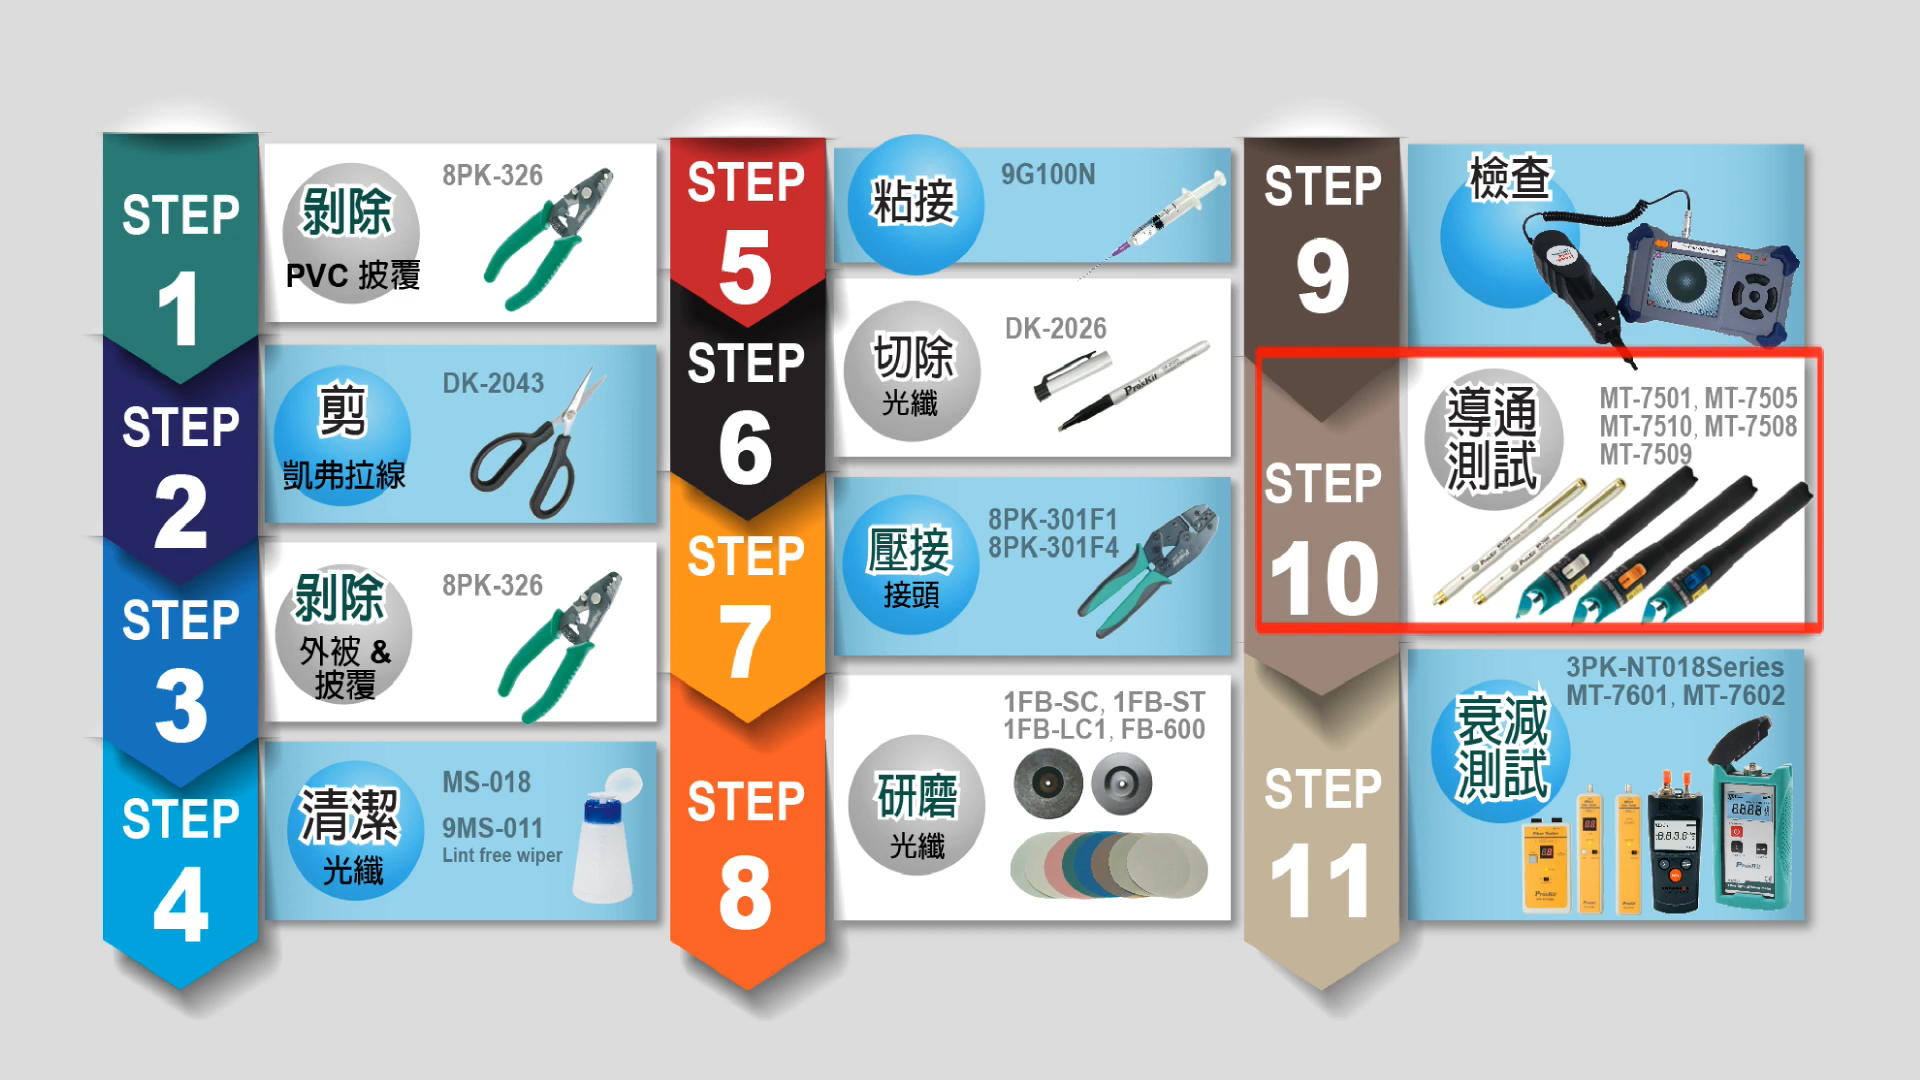 STEP
1
剝除
PVC 披覆
8PK-326
STEP
2
剪
凱弗拉線
DK-2043
STEP
3
剝除
外被 &
披覆
8PK-326
STEP
4
清潔
光纖
MS-018
9MS-011
Lint free wiper
STEP
5
粘接
9G100N
STEP
6
切除
光纖
DK-2026
Pro'sKit
STEP
7
壓接
接頭
8PK-301F1
8PK-301F4
STEP
8
研磨
光纖
1FB-SC, 1FB-ST
1FB-LC1, FB-600
STEP
9
檢查
STEP
10
導通
測試
MT-7501, MT-7505
MT-7510, MT-7508
MT-7509
STEP
11
衰減
測試
3PK-NT018Series
MT-7601, MT-7602